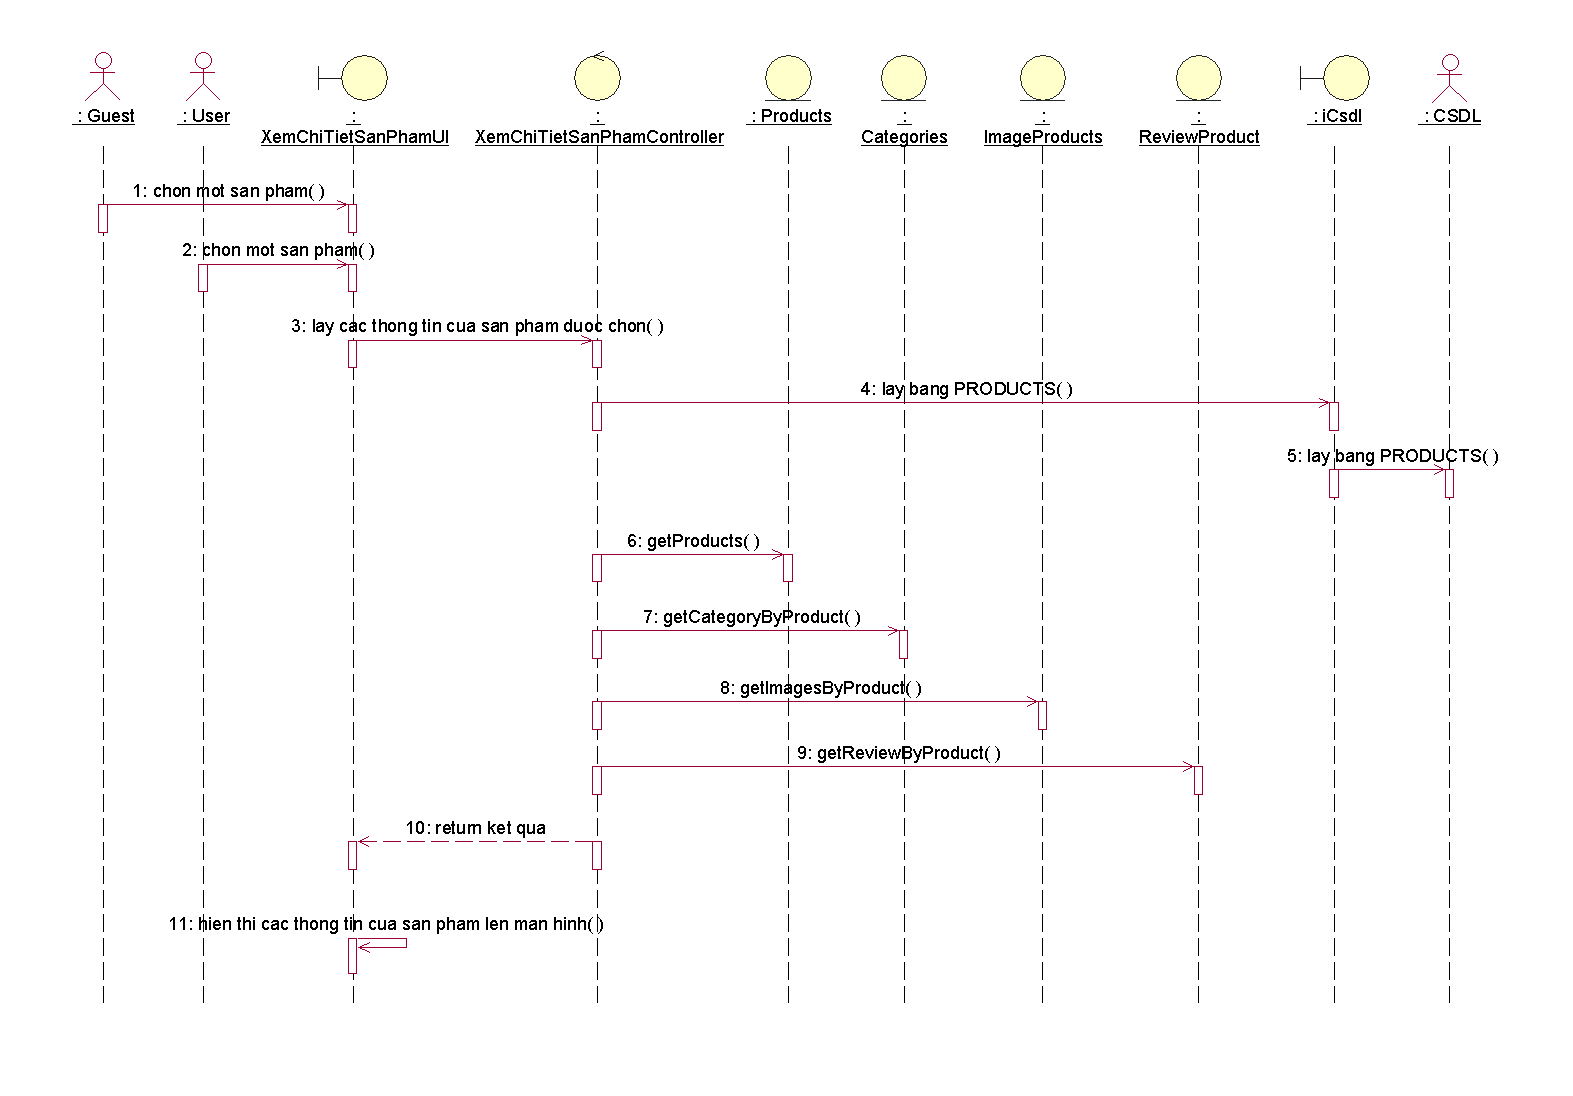 : Guest
: User
:
XemChiTietSanPhamUI
:
XemChiTietSanPhamController
: Products
:
Categories
:
ImageProducts
:
ReviewProduct
: iCsdl
: CSDL
1: chon mot san pham( )
2: chon mot san pham( )
3: lay cac thong tin cua san pham duoc chon( )
4: lay bang PRODUCTS( )
5: lay bang PRODUCTS( )
6: getProducts( )
7: getCategoryByProduct( )
8: getImagesByProduct( )
9: getReviewByProduct( )
10: return ket qua
11: hien thi cac thong tin cua san pham len man hinh( )